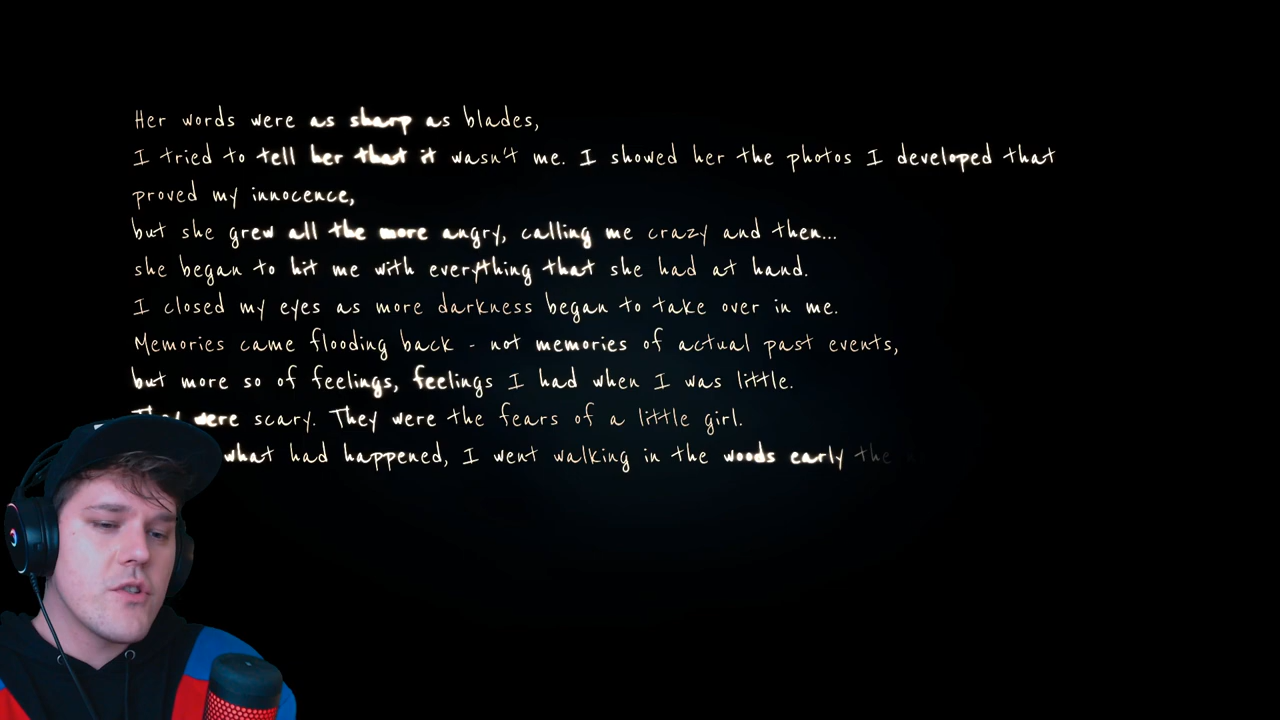 Her words were as sharp as blades,
I tried to tell her that it wasn't me. I showed her the photos I developed that
proved my innocence,
but she grew all the more angry, calling me crazy and then...
she began to hit me with everything that she had at hand.
I closed my eyes as more darkness began to take over in me.
Memories came flooding back - not memories of actual past events,
but more so of feelings, feelings I had when I was little.
They were scary. They were the fears of a little girl.
what had happened, I went walking in the woods early the